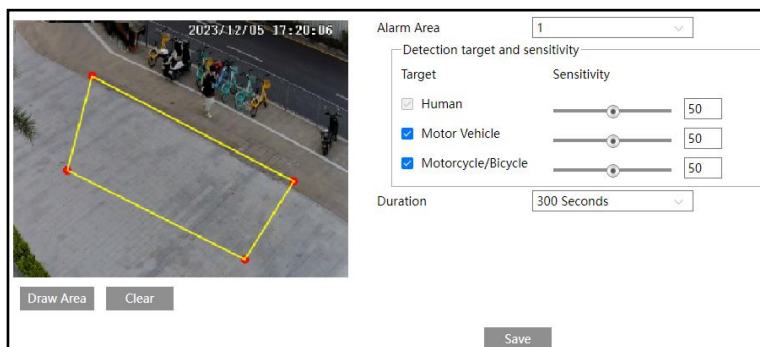 2023/12/05 17:20:06
Draw Area
Clear
Alarm Area
1
Detection target and sensitivity
Target
Sensitivity
Human
50
Motor Vehicle
50
Motorcycle/Bicycle
50
Duration
300 Seconds
Save